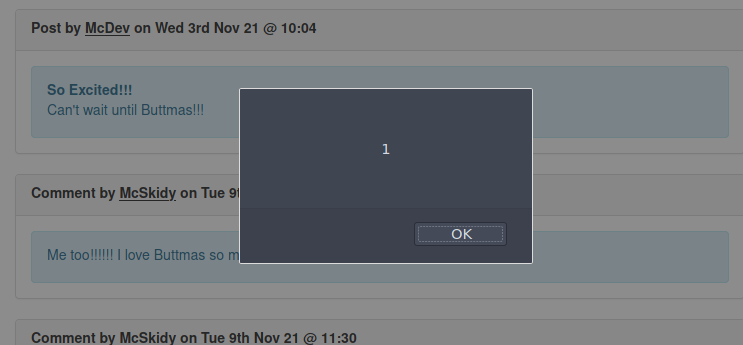 Post by McDev on Wed 3rd Nov 21 @ 10:04
So Excited!!!
Can't wait until Buttmas!!!
1
Comment by McSkidy on Tue 9t
OK
Me too!!!!!! I love Buttmas so m
Comment by McSkidy on Tue 9th Nov 21 @ 11:30